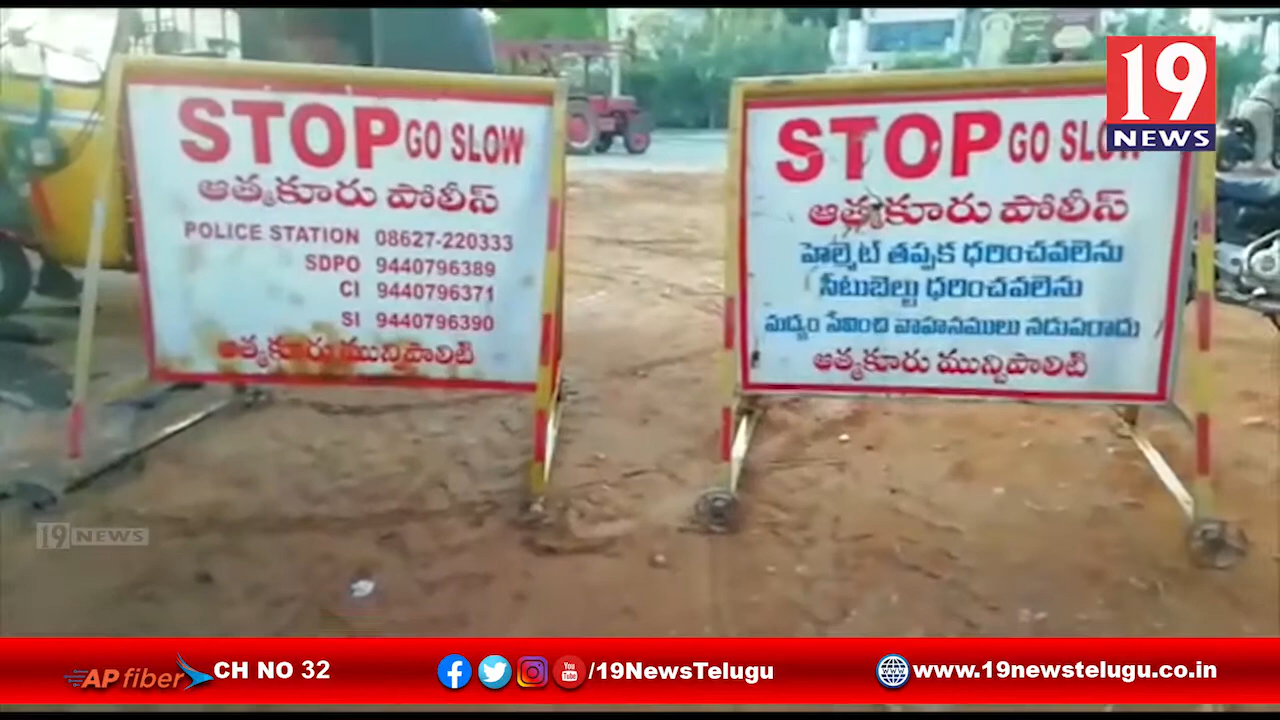 STOP GO SLOW
ఆత్మకూరు పోలీస్
POLICE STATION 08627-220333
SDPO 9440796389
CI 9440796371
SI 9440796390
ఆత్మకూరు మున్సిపాలిటి
STOP GO SLOW
ఆత్మకూరు పోలీస్
హెల్మెట్ తప్పక ధరించవలెను
సీటుబెల్టు ధరించవలెను
మద్యం సేవించి వాహనములు నడుపరాదు
ఆత్మకూరు మున్సిపాలిటి
19
NEWS
19 NEWS
AP fiber CH NO 32
/19NewsTelugu
www.19newstelugu.co.in